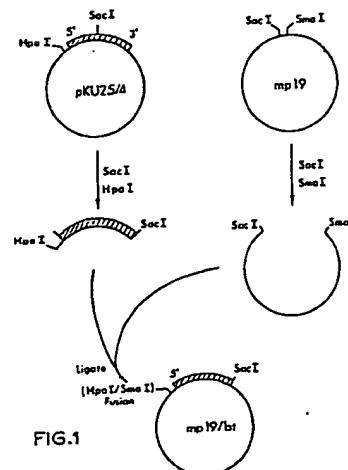 Sac I
5'
3'
Hpa I
pKU25/4
Sac I
Sma I
mp19
Sac I
Hpa I
Sac I
Sma I
Hpa I
Sac I
Sac I
Sma
Ligate
(Hpa I/Sma I)
Fusion
5'
Sac I
mp19/bt
FIG.1